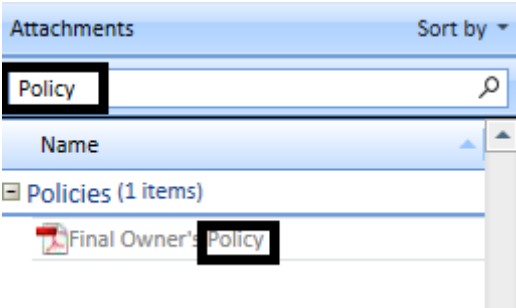 Attachments Sort by
Policy
Name
Policies (1 items)
Final Owner's Policy